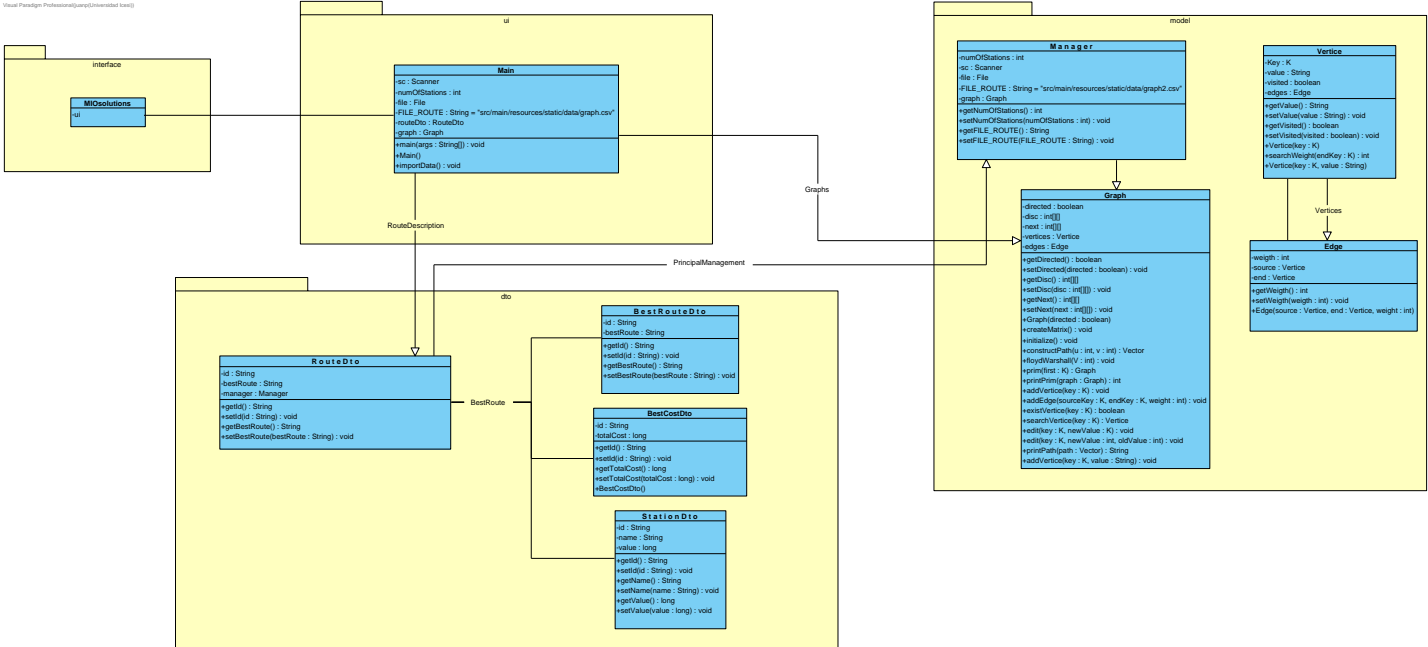 Visual Paradigm Professional(juanp(Universidad Icesi))
interface
MIOsolutions
-ui
ui
Main
-sc : Scanner
-numOfStations : int
-file : File
-FILE_ROUTE : String = "src/main/resources/static/data/graph.csv"
-routeDto : RouteDto
-graph : Graph
+main(args : String[]) : void
+Main()
+importData() : void
RouteDescription
Graphs
PrincipalManagement
model
Manager
-numOfStations : int
-sc : Scanner
-file : File
-FILE_ROUTE : String = "src/main/resources/static/data/graph2.csv"
-graph : Graph
+getNumOfStations() : int
+setNumOfStations(numOfStations : int) : void
+getFILE_ROUTE() : String
+setFILE_ROUTE(FILE_ROUTE : String) : void
Vertice
-Key : K
-value : String
-visited : boolean
-edges : Edge
+getValue() : String
+setValue(value : String) : void
+getVisited() : boolean
+setVisited(visited : boolean) : void
+Vertice(key : K)
+searchWeight(endKey : K) : int
+Vertice(key : K, value : String)
Vertices
Graph
-directed : boolean
-disc : int[][]
-next : int[][]
-vertices : Vertice
-edges : Edge
+getDirected() : boolean
+setDirected(directed : boolean) : void
+getDisc() : int[][]
+setDisc(disc : int[][]) : void
+getNext() : int[][]
+setNext(next : int[][]) : void
+Graph(directed : boolean)
+createMatrix() : void
+initialize() : void
+constructPath(u : int, v : int) : Vector
+floydWarshall(V : int) : void
+prim(first : K) : Graph
+printPrim(graph : Graph) : int
+addVertice(key : K) : void
+addEdge(sourceKey : K, endKey : K, weight : int) : void
+existVertice(key : K) : boolean
+searchVertice(key : K) : Vertice
+edit(key : K, newValue : K) : void
+edit(key : K, newValue : int, oldValue : int) : void
+printPath(path : Vector) : String
+addVertice(key : K, value : String) : void
Edge
-weigth : int
-source : Vertice
-end : Vertice
+getWeigth() : int
+setWeigth(weigth : int) : void
+Edge(source : Vertice, end : Vertice, weight : int)
dto
RouteDto
-id : String
-bestRoute : String
-manager : Manager
+getId() : String
+setId(id : String) : void
+getBestRoute() : String
+setBestRoute(bestRoute : String) : void
BestRoute
BestRouteDto
-id : String
-bestRoute : String
+getId() : String
+setId(id : String) : void
+getBestRoute() : String
+setBestRoute(bestRoute : String) : void
BestCostDto
-id : String
-totalCost : long
+getId() : String
+setId(id : String) : void
+getTotalCost() : long
+setTotalCost(totalCost : long) : void
+BestCostDto()
StationDto
-id : String
-name : String
-value : long
+getId() : String
+setId(id : String) : void
+getName() : String
+setName(name : String) : void
+getValue() : long
+setValue(value : long) : void